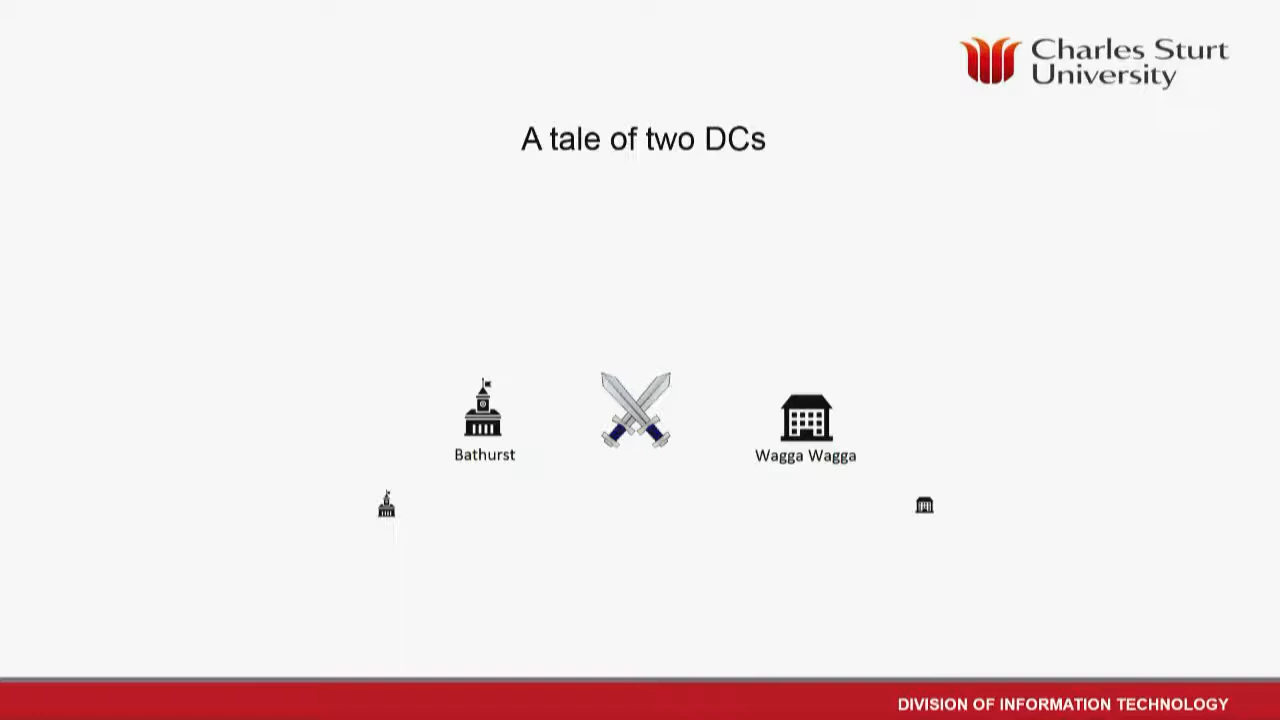 Charles Sturt
University
A tale of two DCs
Bathurst
Wagga Wagga
DIVISION OF INFORMATION TECHNOLOGY